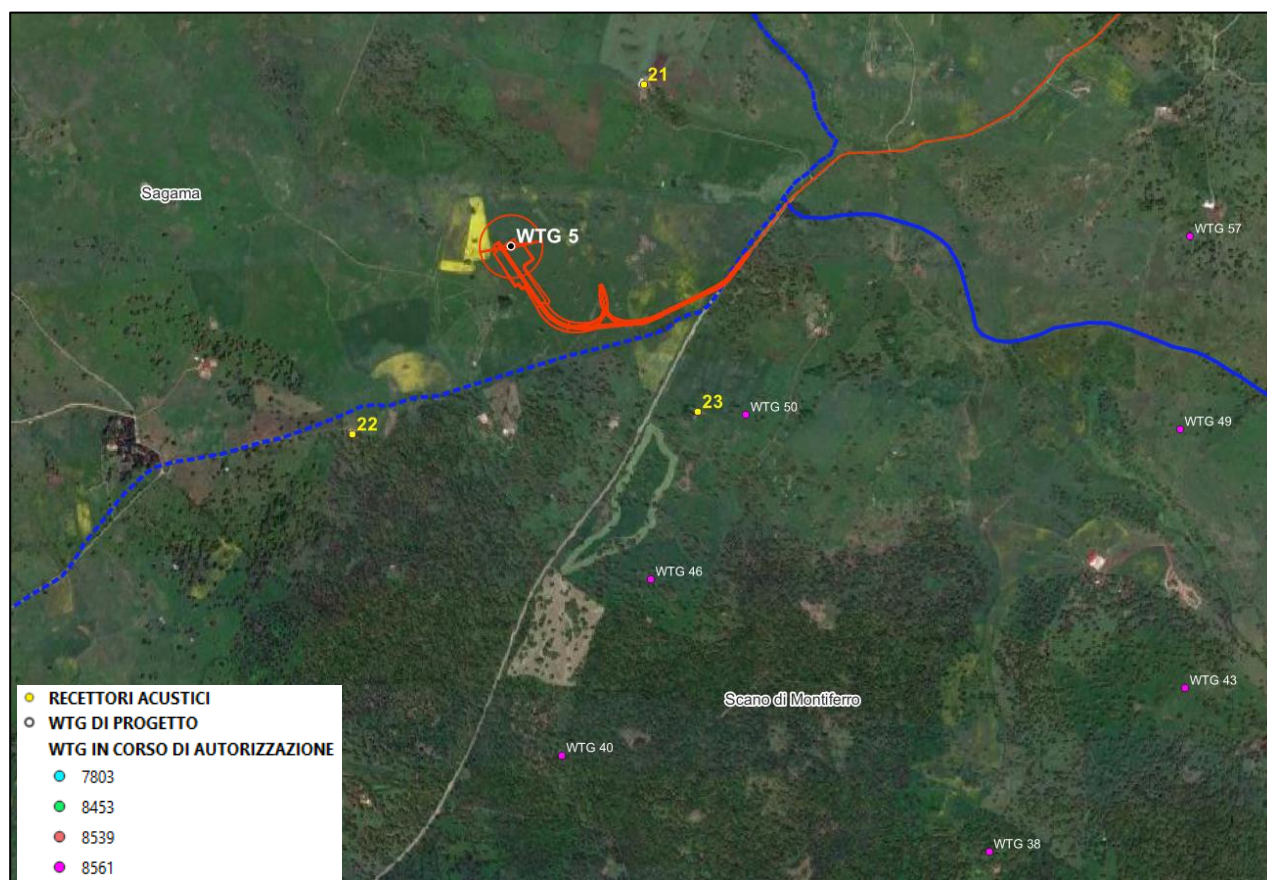 21
Sagama
WTG 5
WTG 57
23
WTG 50
WTG 49
22
WTG 46
WTG 43
Scano di Montiferro
WTG 40
WTG 38
RECETTORI ACUSTICI
WTG DI PROGETTO
WTG IN CORSO DI AUTORIZZAZIONE
7803
8453
8539
8561